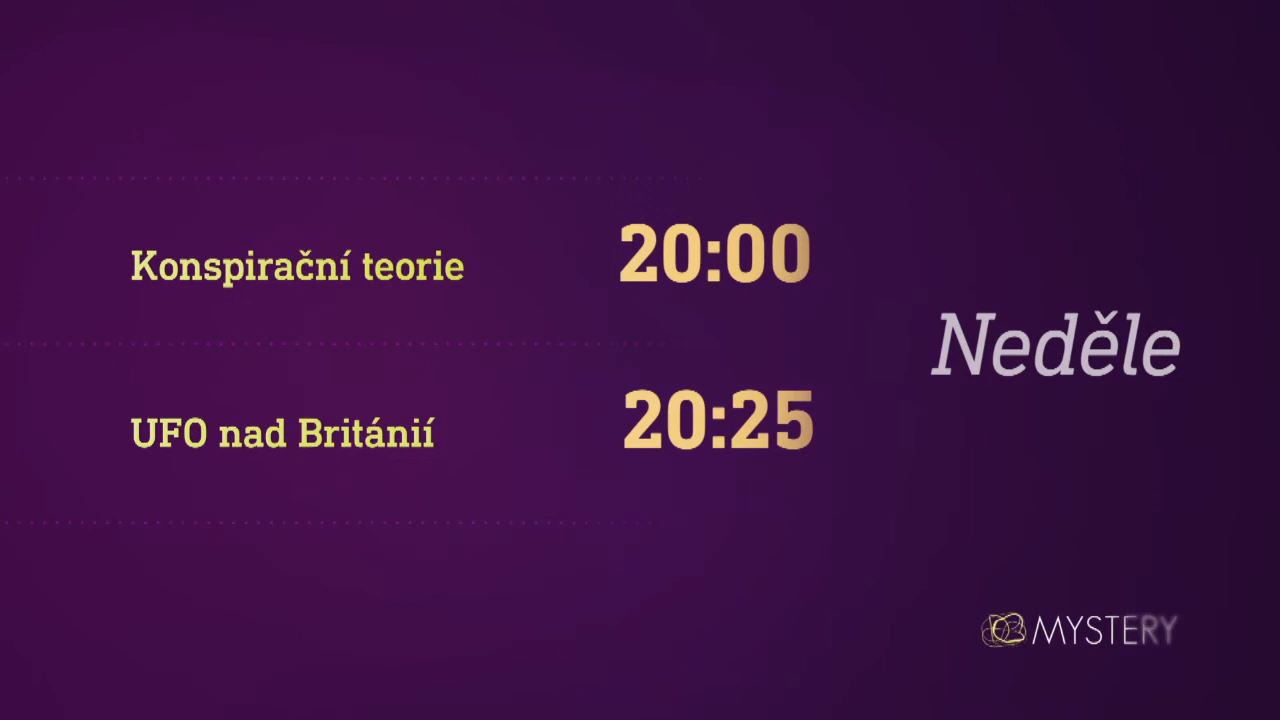 Konspirační teorie
20:00
UFO nad Británií
20:25
Neděle
MYSTERY